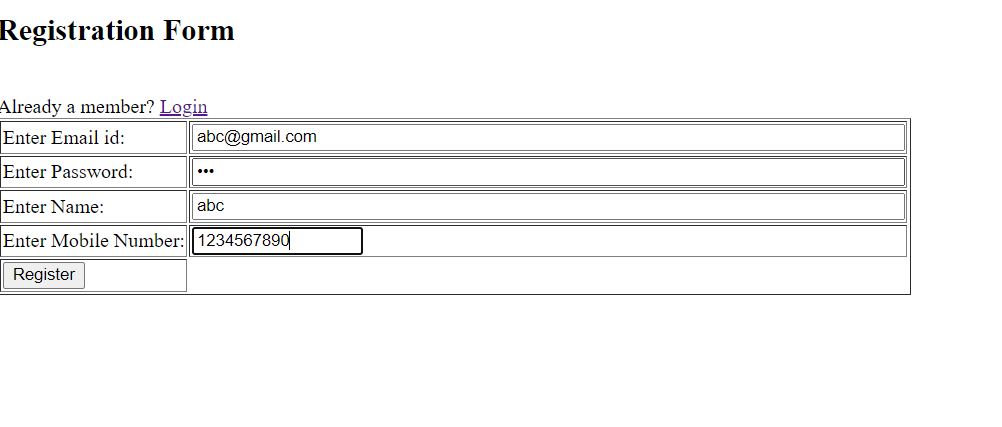 Registration Form
Already a member? Login
Enter Email id: abc@gmail.com
Enter Password: •••
Enter Name: abc
Enter Mobile Number: 1234567890
Register